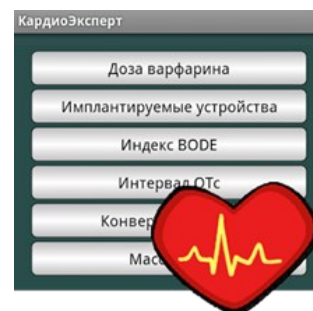 КардиоЭксперт
Доза варфарина
Имплантируемые устройства
Индекс BODE
Интервал QTc